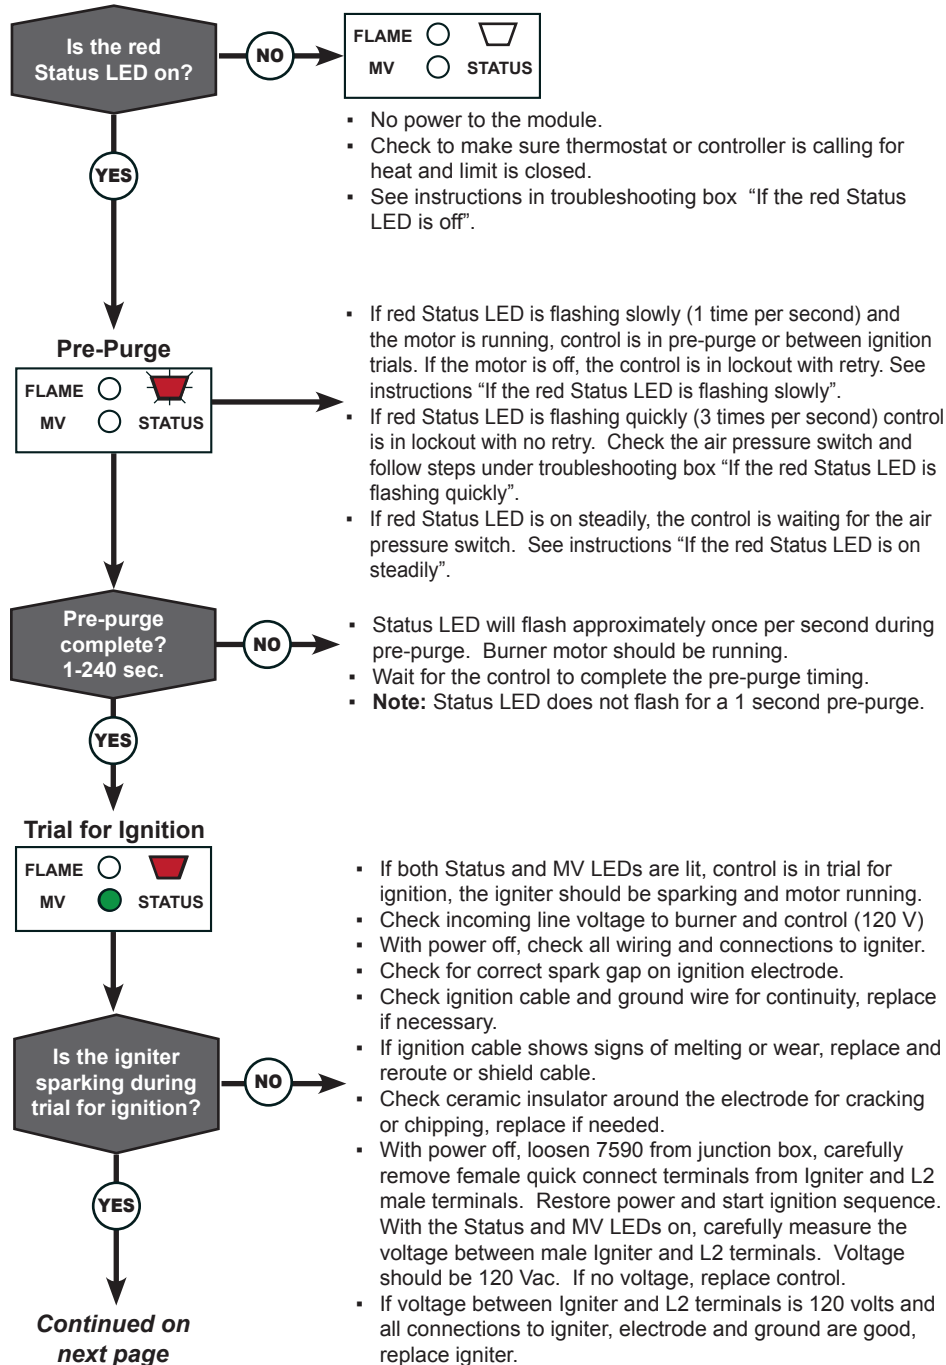 Is the red
Status LED on?
NO
FLAME
MV
STATUS
▪ No power to the module.
▪ Check to make sure thermostat or controller is calling for
heat and limit is closed.
▪ See instructions in troubleshooting box “If the red Status
LED is off”.
YES
Pre-Purge
FLAME
MV
STATUS
▪ If red Status LED is flashing slowly (1 time per second) and
the motor is running, control is in pre-purge or between ignition
trials. If the motor is off, the control is in lockout with retry. See
instructions “If the red Status LED is flashing slowly”.
▪ If red Status LED is flashing quickly (3 times per second) control
is in lockout with no retry. Check the air pressure switch and
follow steps under troubleshooting box “If the red Status LED is
flashing quickly”.
▪ If red Status LED is on steadily, the control is waiting for the air
pressure switch. See instructions “If the red Status LED is on
steadily”.
Pre-purge
complete?
1-240 sec.
NO
▪ Status LED will flash approximately once per second during
pre-purge. Burner motor should be running.
▪ Wait for the control to complete the pre-purge timing.
▪ Note: Status LED does not flash for a 1 second pre-purge.
YES
Trial for Ignition
FLAME
MV
STATUS
▪ If both Status and MV LEDs are lit, control is in trial for
ignition, the igniter should be sparking and motor running.
▪ Check incoming line voltage to burner and control (120 V)
▪ With power off, check all wiring and connections to igniter.
▪ Check for correct spark gap on ignition electrode.
▪ Check ignition cable and ground wire for continuity, replace
if necessary.
▪ If ignition cable shows signs of melting or wear, replace and
reroute or shield cable.
▪ Check ceramic insulator around the electrode for cracking
or chipping, replace if needed.
▪ With power off, loosen 7590 from junction box, carefully
remove female quick connect terminals from Igniter and L2
male terminals. Restore power and start ignition sequence.
With the Status and MV LEDs on, carefully measure the
voltage between male Igniter and L2 terminals. Voltage
should be 120 Vac. If no voltage, replace control.
▪ If voltage between Igniter and L2 terminals is 120 volts and
all connections to igniter, electrode and ground are good,
replace igniter.
Is the igniter
sparking during
trial for ignition?
NO
YES
Continued on
next page